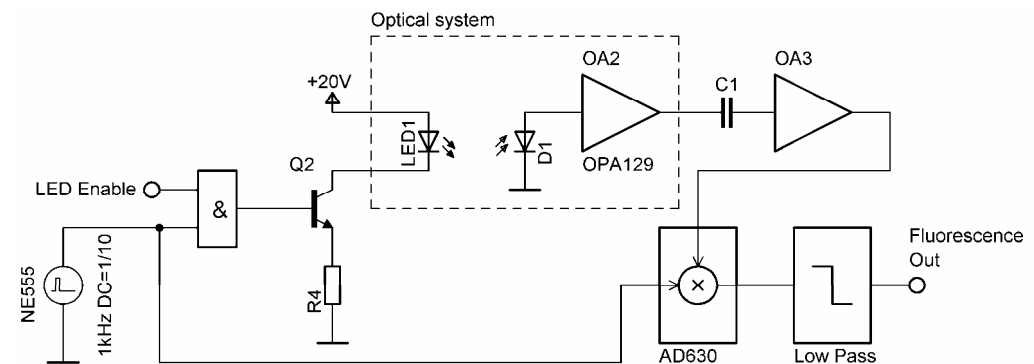 Optical system
OA2
OA3
+20V
C1
LED1
D1
Q2
OPA129
LED Enable
&
NE555
1kHz DC=1/10
R4
Fluorescence
Out
×
AD630
Low Pass